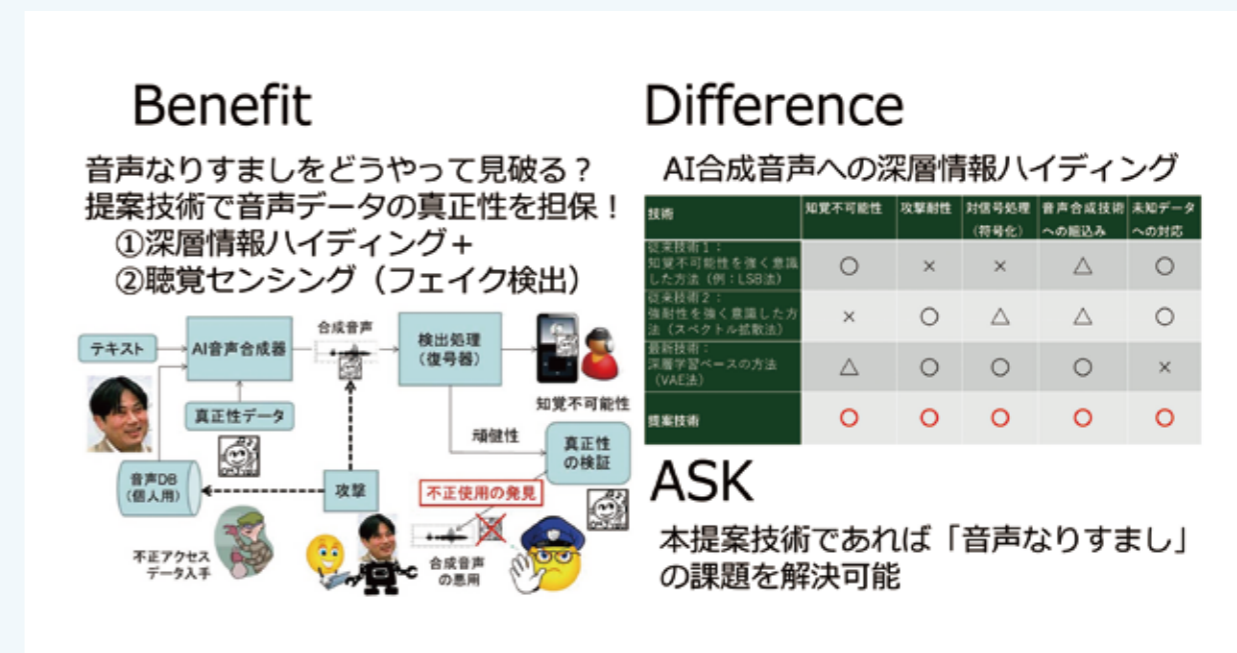 Benefit
音声なりすましをどうやって見破る？
提案技術で音声データの真正性を担保！
①深層情報ハイディング＋
②聴覚センシング（フェイク検出）
テキスト
AI音声合成器
合成音声
検出処理
（復号器）
知覚不可能性
真正性データ
頑健性
真正性
の検証
音声DB
（個人用）
攻撃
不正使用の発見
不正アクセス
データ入手
合成音声
の悪用
Difference
AI合成音声への深層情報ハイディング
技術 知覚不可能性 攻撃耐性 対信号処理 音声合成技術 未知データ
（符号化） への組込み への対応
従来技術1：
知覚不可能性を強く意識
した方法（例：LSB法）
○ × × △ ○
従来技術2：
強耐性を強く意識した方
法（スペクトル拡散法）
× ○ △ △ ○
最新技術：
深層学習ベースの方法
（VAE法）
△ ○ ○ ○ ×
提案技術 ○ ○ ○ ○ ○
ASK
本提案技術であれば「音声なりすまし」
の課題を解決可能